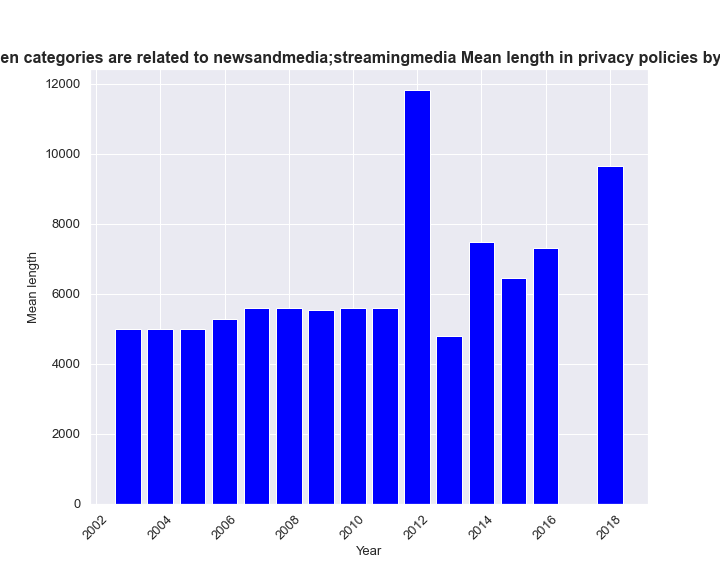 en categories are related to newsandmedia;streamingmedia Mean length in privacy policies by
12000
10000
8000
6000
4000
2000
0
Mean length
2002 2004 2006 2008 2010 2012 2014 2016 2018
Year